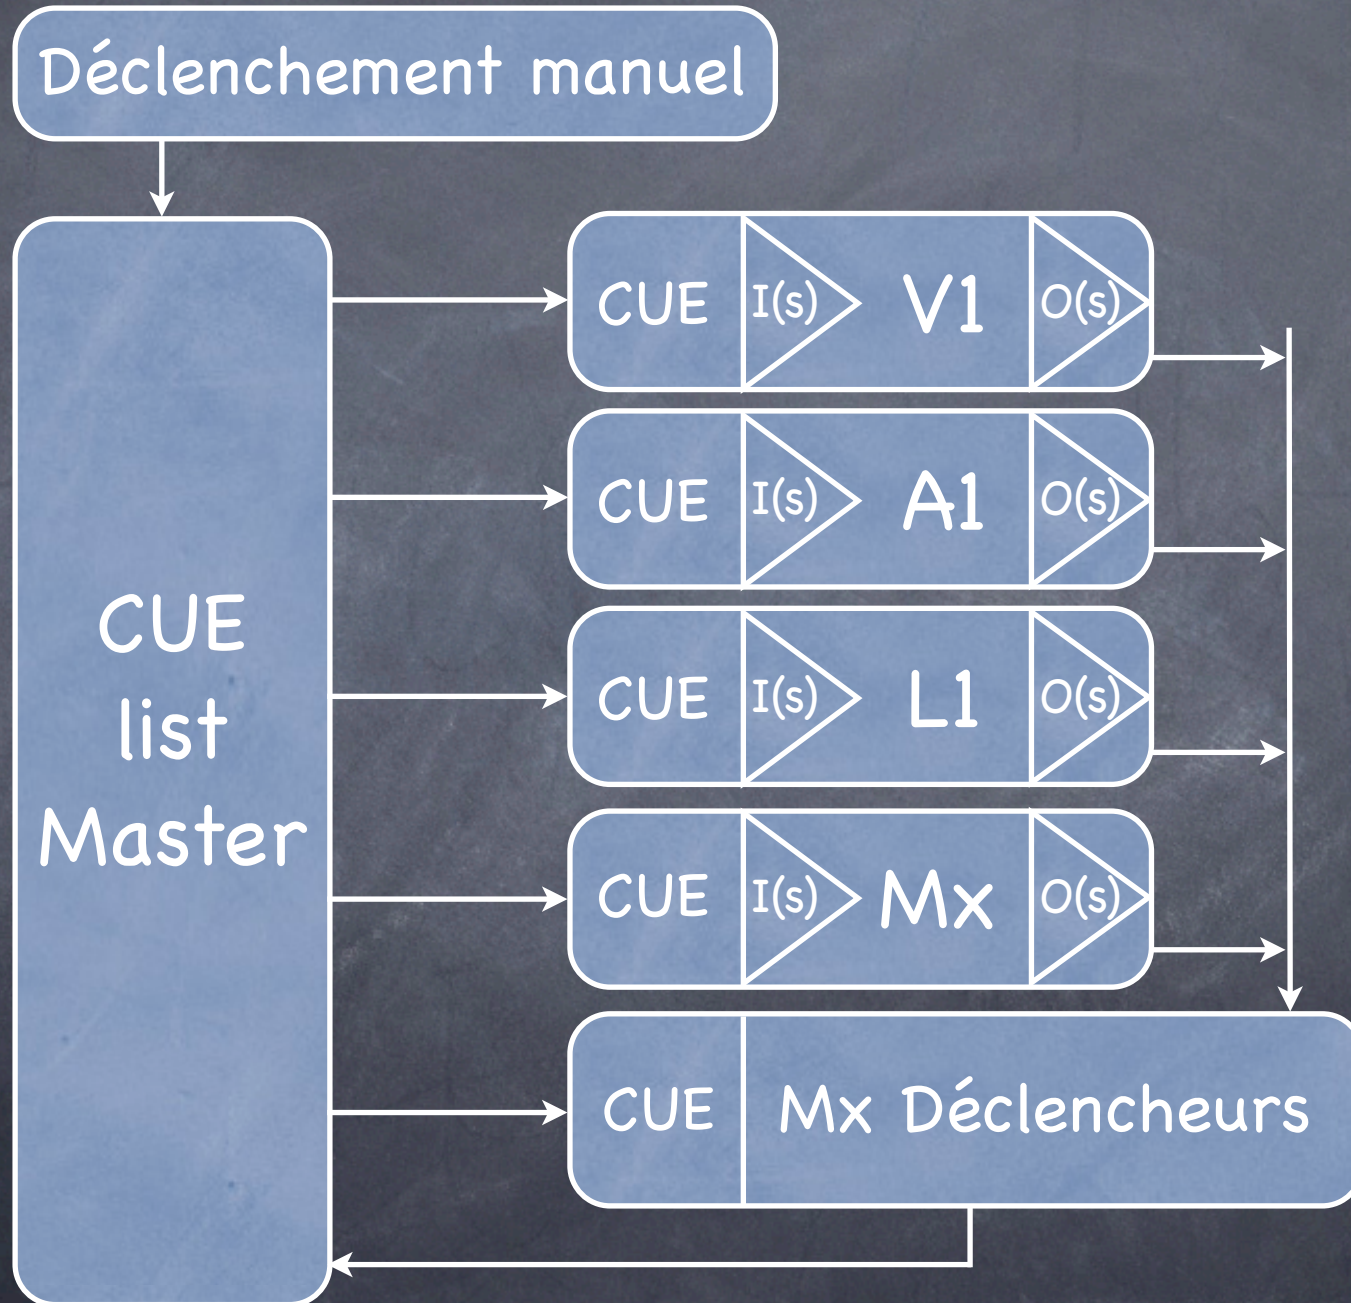 Déclenchement manuel
CUE
list
Master
CUE I(s) V1 O(s)
CUE I(s) A1 O(s)
CUE I(s) L1 O(s)
CUE I(s) Mx O(s)
CUE Mx Déclencheurs